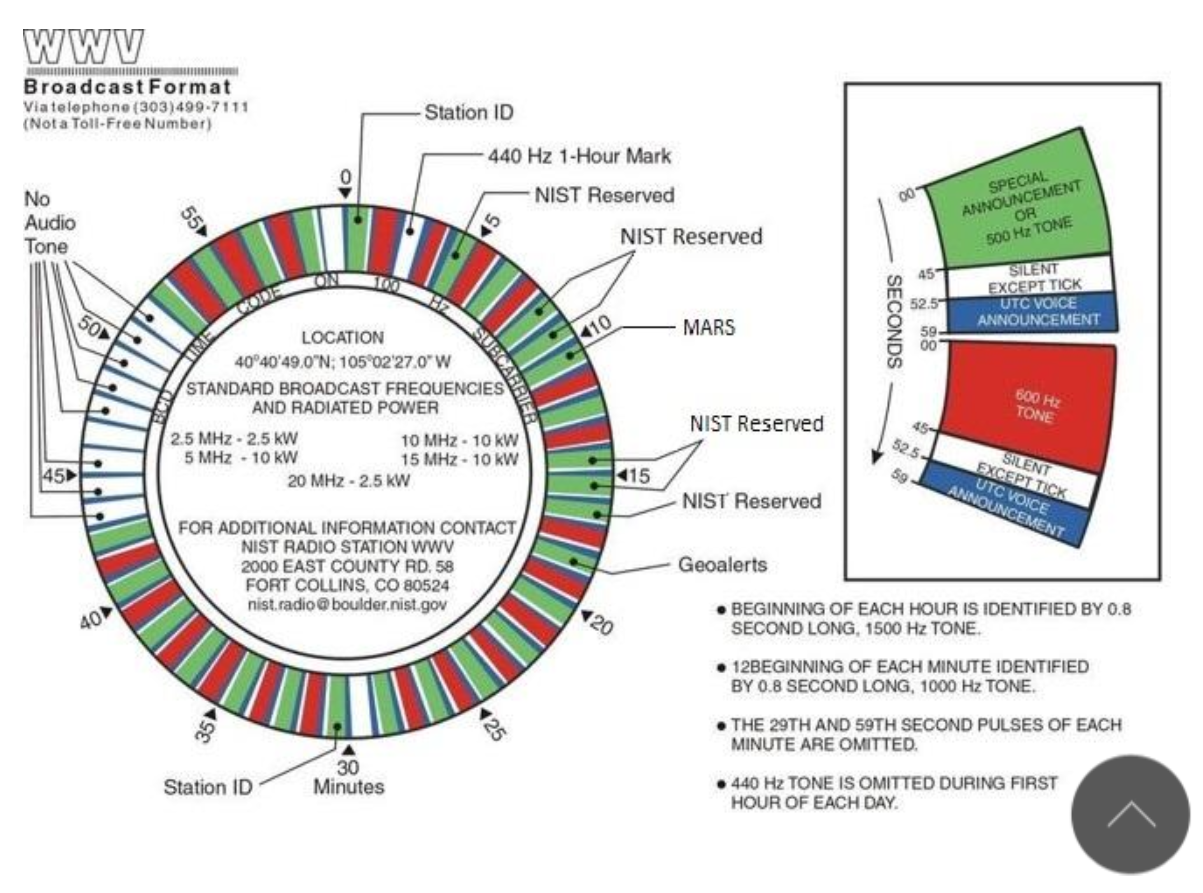 WWV
Broadcast Format
Via telephone (303) 499-7111
(Not a Toll-Free Number)
Station ID
440 Hz 1-Hour Mark
NIST Reserved
NIST Reserved
MARS
NIST Reserved
NIST Reserved
Geoalerts
No
Audio
Tone
0
5
10
15
20
25
30
Minutes
35
40
45
50
55
Station ID
BCD TIME CODE ON 100 Hz SUBCARRIER
LOCATION
40°40'49.0"N; 105°02'27.0" W
STANDARD BROADCAST FREQUENCIES
AND RADIATED POWER
2.5 MHz - 2.5 kW 10 MHz - 10 kW
5 MHz - 10 kW 15 MHz - 10 kW
20 MHz - 2.5 kW
FOR ADDITIONAL INFORMATION CONTACT
NIST RADIO STATION WWV
2000 EAST COUNTY RD. 58
FORT COLLINS, CO 80524
nist.radio@boulder.nist.gov
SECONDS
00
SPECIAL
ANNOUNCEMENT
OR
500 Hz TONE
45
SILENT
EXCEPT TICK
52.5
UTC VOICE
ANNOUNCEMENT
59
00
600 Hz
TONE
45
SILENT
EXCEPT TICK
52.5
UTC VOICE
ANNOUNCEMENT
59
• BEGINNING OF EACH HOUR IS IDENTIFIED BY 0.8
SECOND LONG, 1500 Hz TONE.
• 12BEGINNING OF EACH MINUTE IDENTIFIED
BY 0.8 SECOND LONG, 1000 Hz TONE.
• THE 29TH AND 59TH SECOND PULSES OF EACH
MINUTE ARE OMITTED.
• 440 Hz TONE IS OMITTED DURING FIRST
HOUR OF EACH DAY.